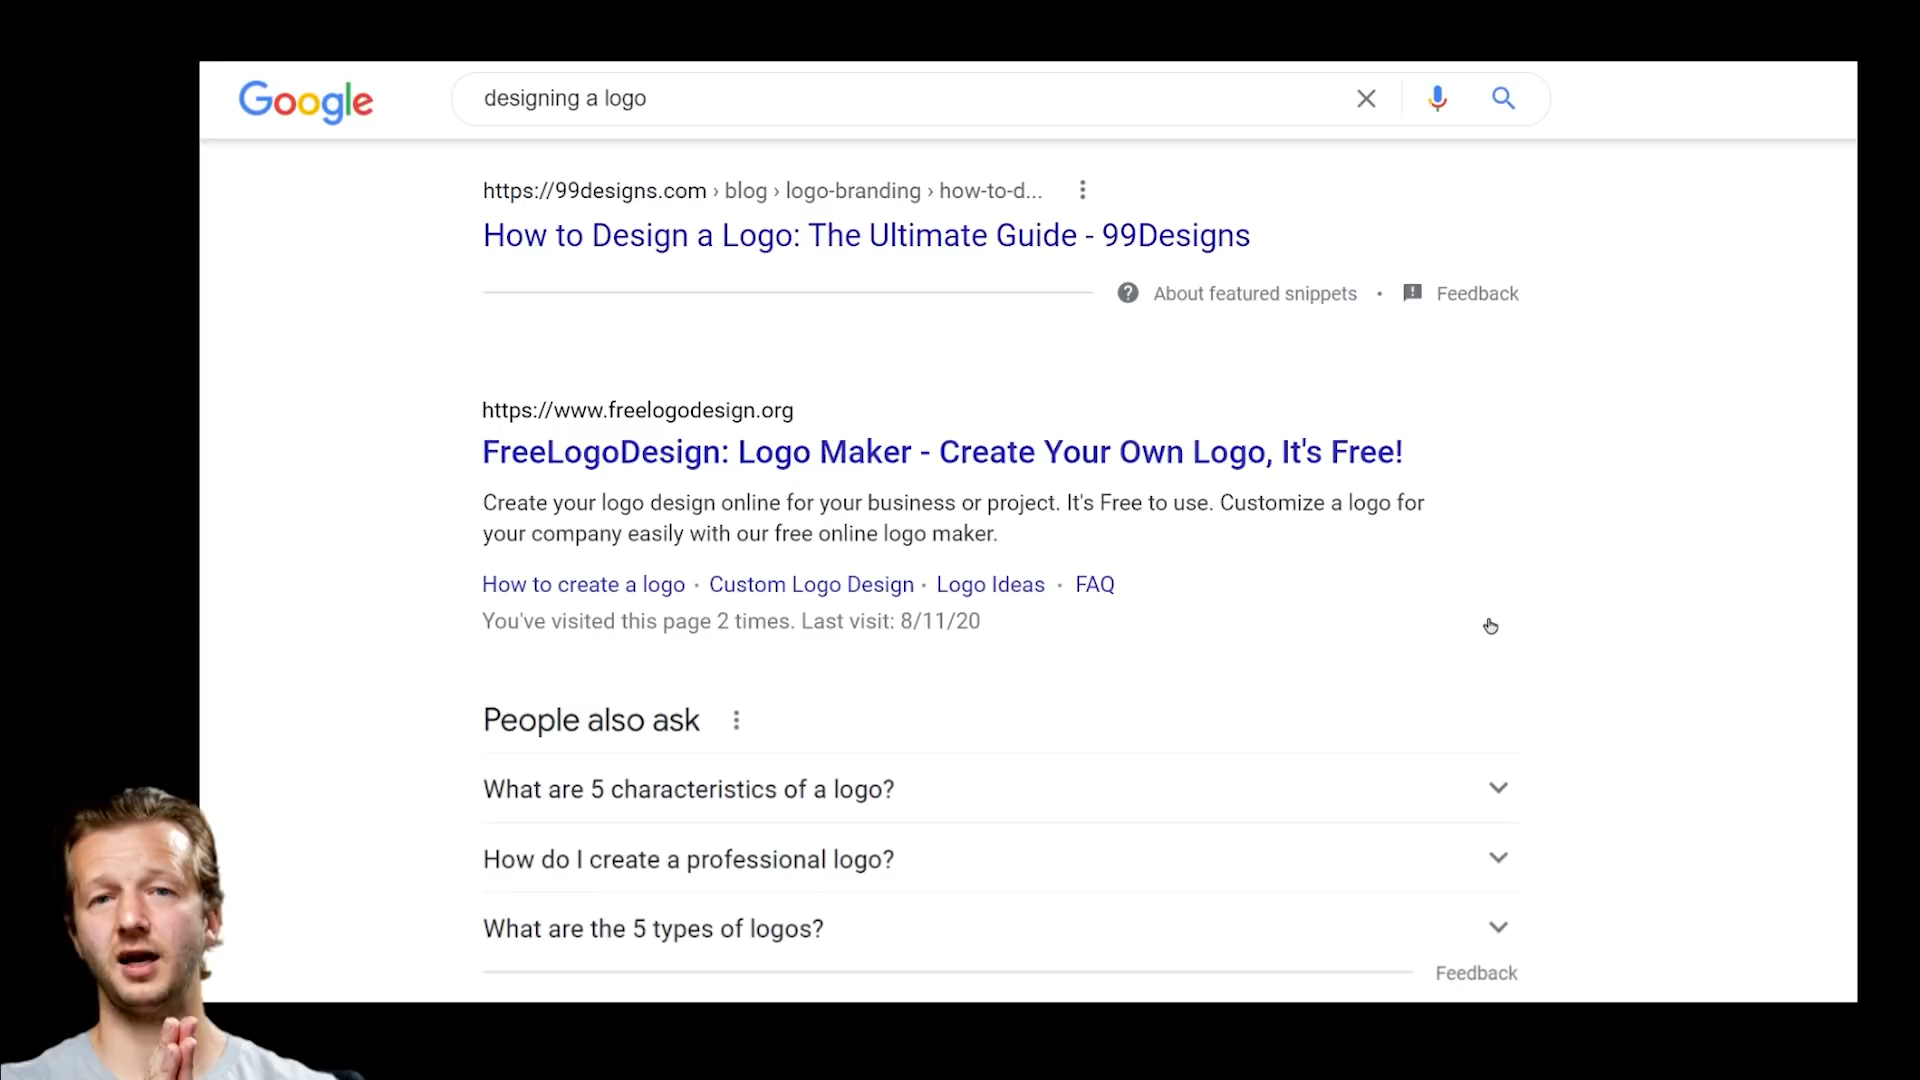 Google
designing a logo
https://99designs.com › blog › logo-branding › how-to-d...
How to Design a Logo: The Ultimate Guide - 99Designs
About featured snippets • Feedback
https://www.freelogodesign.org
FreeLogoDesign: Logo Maker - Create Your Own Logo, It's Free!
Create your logo design online for your business or project. It's Free to use. Customize a logo for
your company easily with our free online logo maker.
How to create a logo · Custom Logo Design · Logo Ideas · FAQ
You've visited this page 2 times. Last visit: 8/11/20
People also ask
What are 5 characteristics of a logo?
How do I create a professional logo?
What are the 5 types of logos?
Feedback